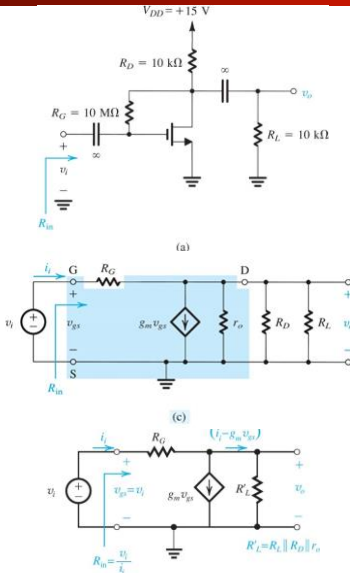 V_DD = +15 V
R_D = 10 kΩ
∞
v_o
R_G = 10 MΩ
R_L = 10 kΩ
+
∞
v_i
−
R_in
(a)
i_i G R_G D
+ +
v_i v_gs g_m v_gs r_o R_D R_L
− −
S
R_in
(c)
i_i R_G (i_i−g_m v_gs)
+ +
v_i v_gs=v_i g_m v_gs R'_L v_o
− −
R_in= v_i / i_i R'_L=R_L||R_D||r_o